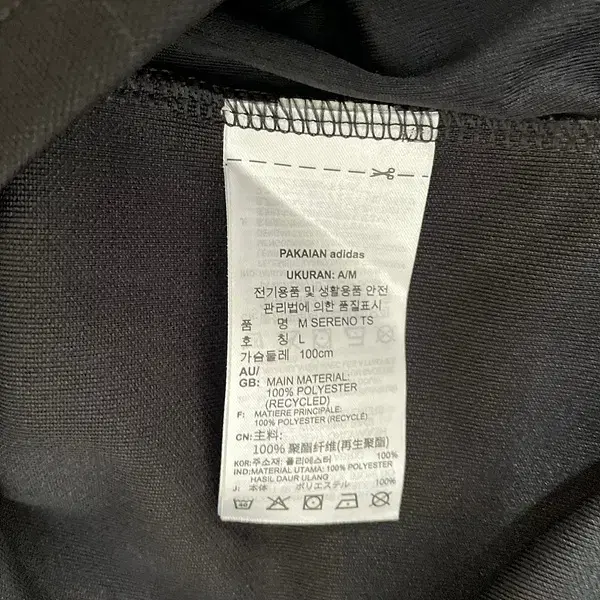 PAKAIAN adidas
UKURAN: A/M
전기용품 및 생활용품 안전
관리법에 의한 품질표시
품 명 M SERENO TS
호 칭 L
가슴둘레 100cm
AU/
GB: MAIN MATERIAL:
100% POLYESTER
(RECYCLED)
F: MATIERE PRINCIPALE:
100% POLYESTER (RECYCLÉ)
CN: 主料:
100% 聚酯纤维(再生聚酯)
KOR: 주소재: 폴리에스터 100%
IND: MATERIAL UTAMA: 100% POLYESTER
HASIL DAUR ULANG
J: 本体 ポリエステル 100%
40